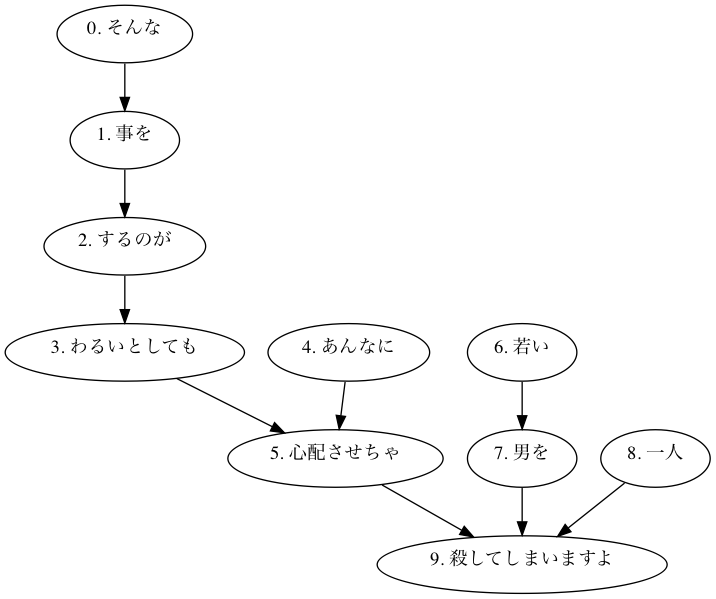 0. そんな
1. 事を
2. するのが
3. わるいとしても
4. あんなに
6. 若い
5. 心配させちゃ
7. 男を
8. 一人
9. 殺してしまいますよ